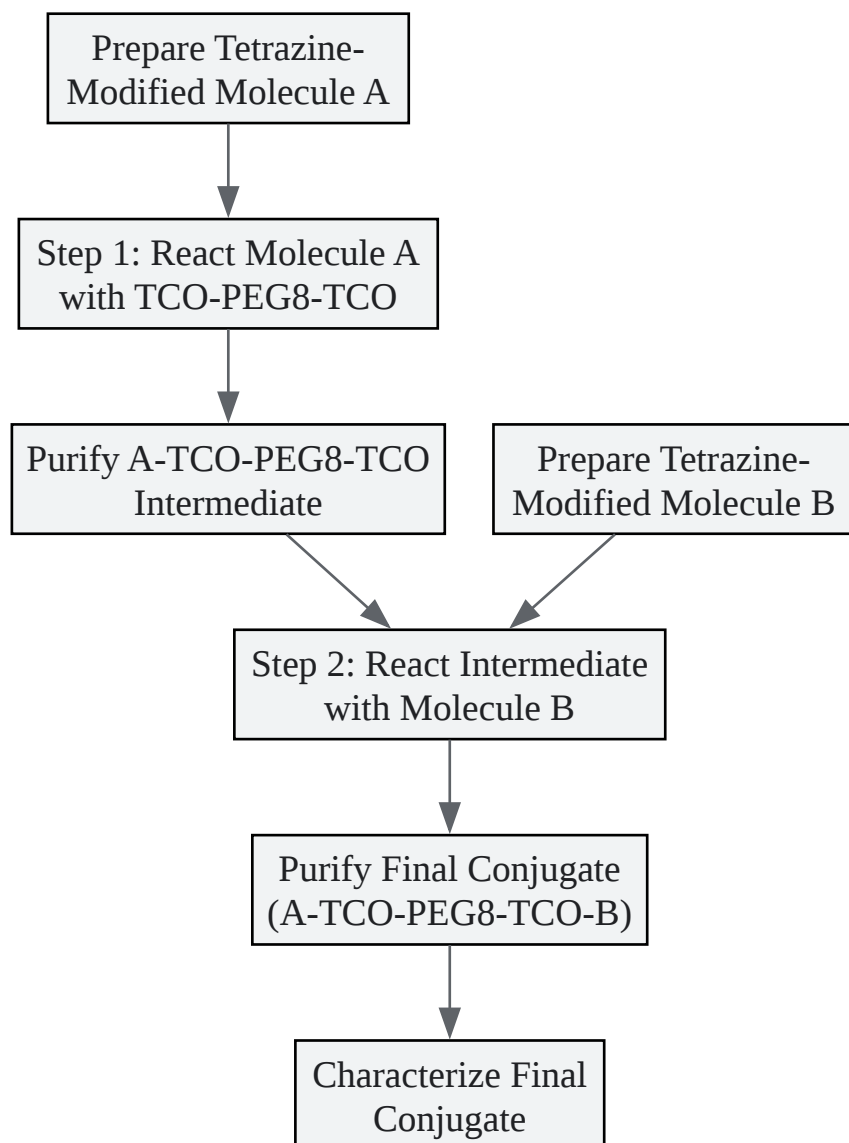 Prepare Tetrazine-
Modified Molecule A
Step 1: React Molecule A
with TCO-PEG8-TCO
Purify A-TCO-PEG8-TCO
Intermediate
Prepare Tetrazine-
Modified Molecule B
Step 2: React Intermediate
with Molecule B
Purify Final Conjugate
(A-TCO-PEG8-TCO-B)
Characterize Final
Conjugate